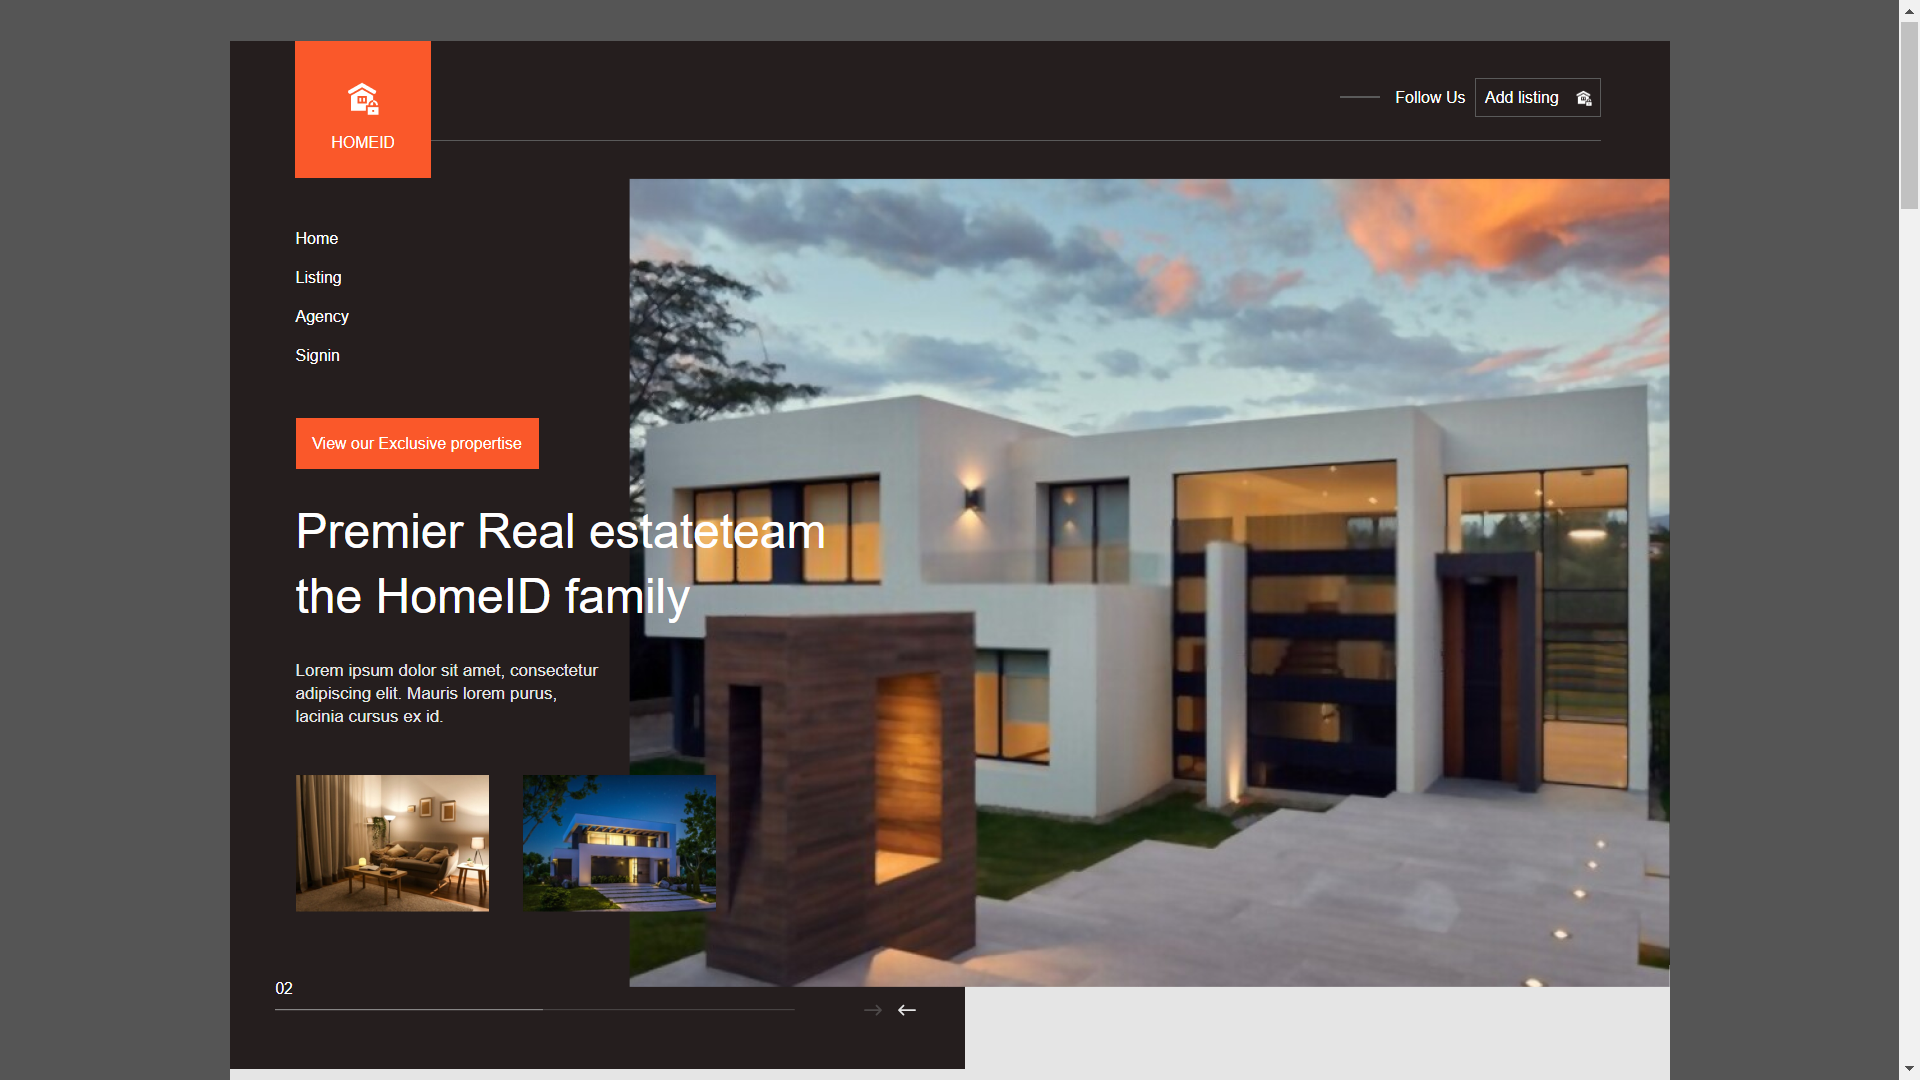 HOMEID
Follow Us
Add listing
Home
Listing
Agency
Signin
View our Exclusive propertise
Premier Real estateteam
the HomeID family
Lorem ipsum dolor sit amet, consectetur
adipiscing elit. Mauris lorem purus,
lacinia cursus ex id.
02